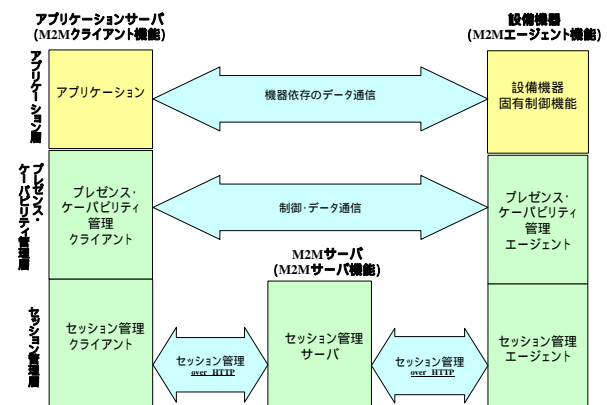 アプリケーションサーバ
(M2Mクライアント機能)
設備機器
(M2Mエージェント機能)
アプリケーション層
アプリケーション
機器依存のデータ通信
設備機器
固有制御機能
プレゼンス・
ケーパビリティ管理層
プレゼンス・
ケーパビリティ
管理
クライアント
制御・データ通信
プレゼンス・
ケーパビリティ
管理
エージェント
M2Mサーバ
(M2Mサーバ機能)
セッション管理層
セッション管理
クライアント
セッション管理
over HTTP
セッション管理
サーバ
セッション管理
over HTTP
セッション管理
エージェント